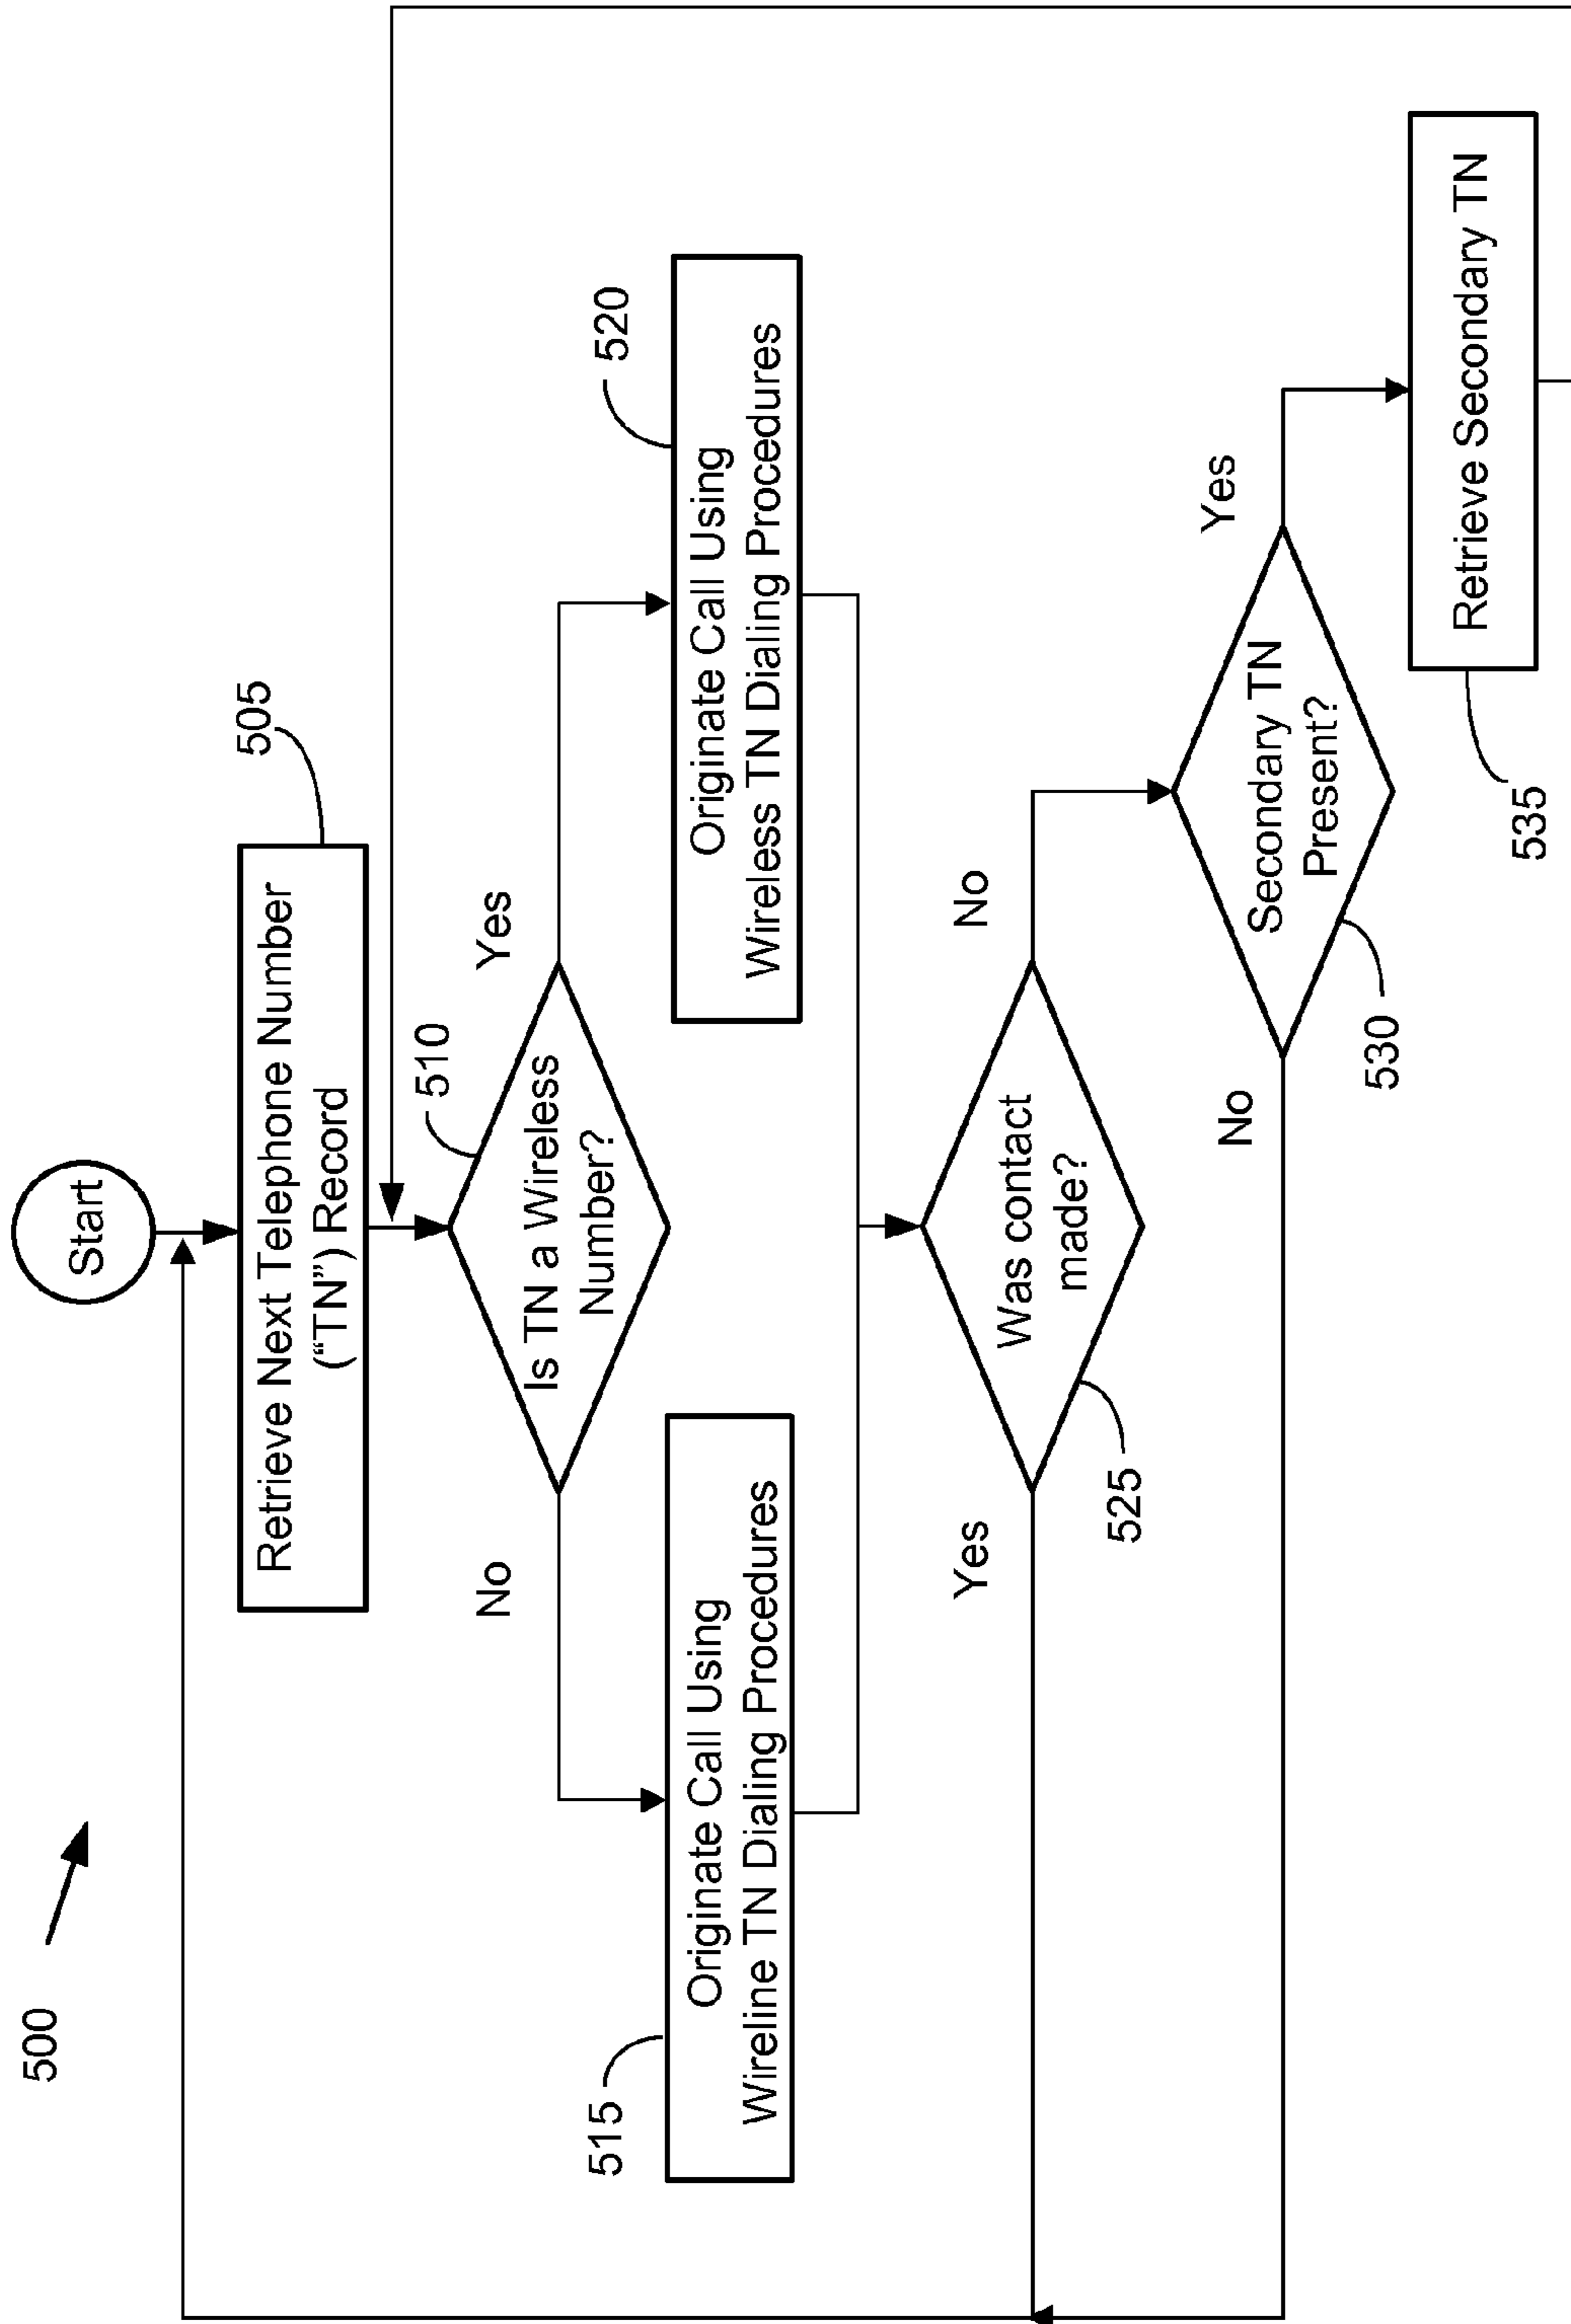 500
Start
505
Retrieve Next Telephone Number
(“TN”) Record
510
Is TN a Wireless
Number?
No
Yes
515
Originate Call Using
Wireline TN Dialing Procedures
520
Originate Call Using
Wireless TN Dialing Procedures
Was contact
made?
Yes
No
525
Secondary TN
Present?
No
Yes
530
Retrieve Secondary TN
535